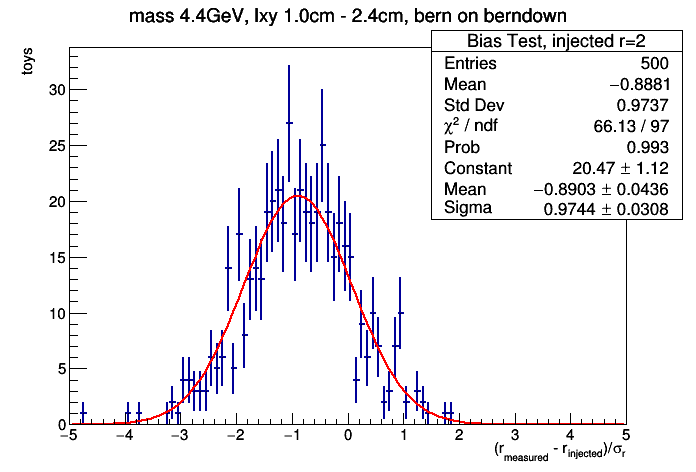 mass 4.4GeV, lxy 1.0cm - 2.4cm, bern on berndown
Bias Test, injected r=2
Entries 500
Mean −0.8881
Std Dev 0.9737
χ² / ndf 66.13 / 97
Prob 0.993
Constant 20.47 ± 1.12
Mean −0.8903 ± 0.0436
Sigma 0.9744 ± 0.0308
toys
30
25
20
15
10
5
0
−5 −4 −3 −2 −1 0 1 2 3 4 5
(r_measured - r_injected)/σ_r